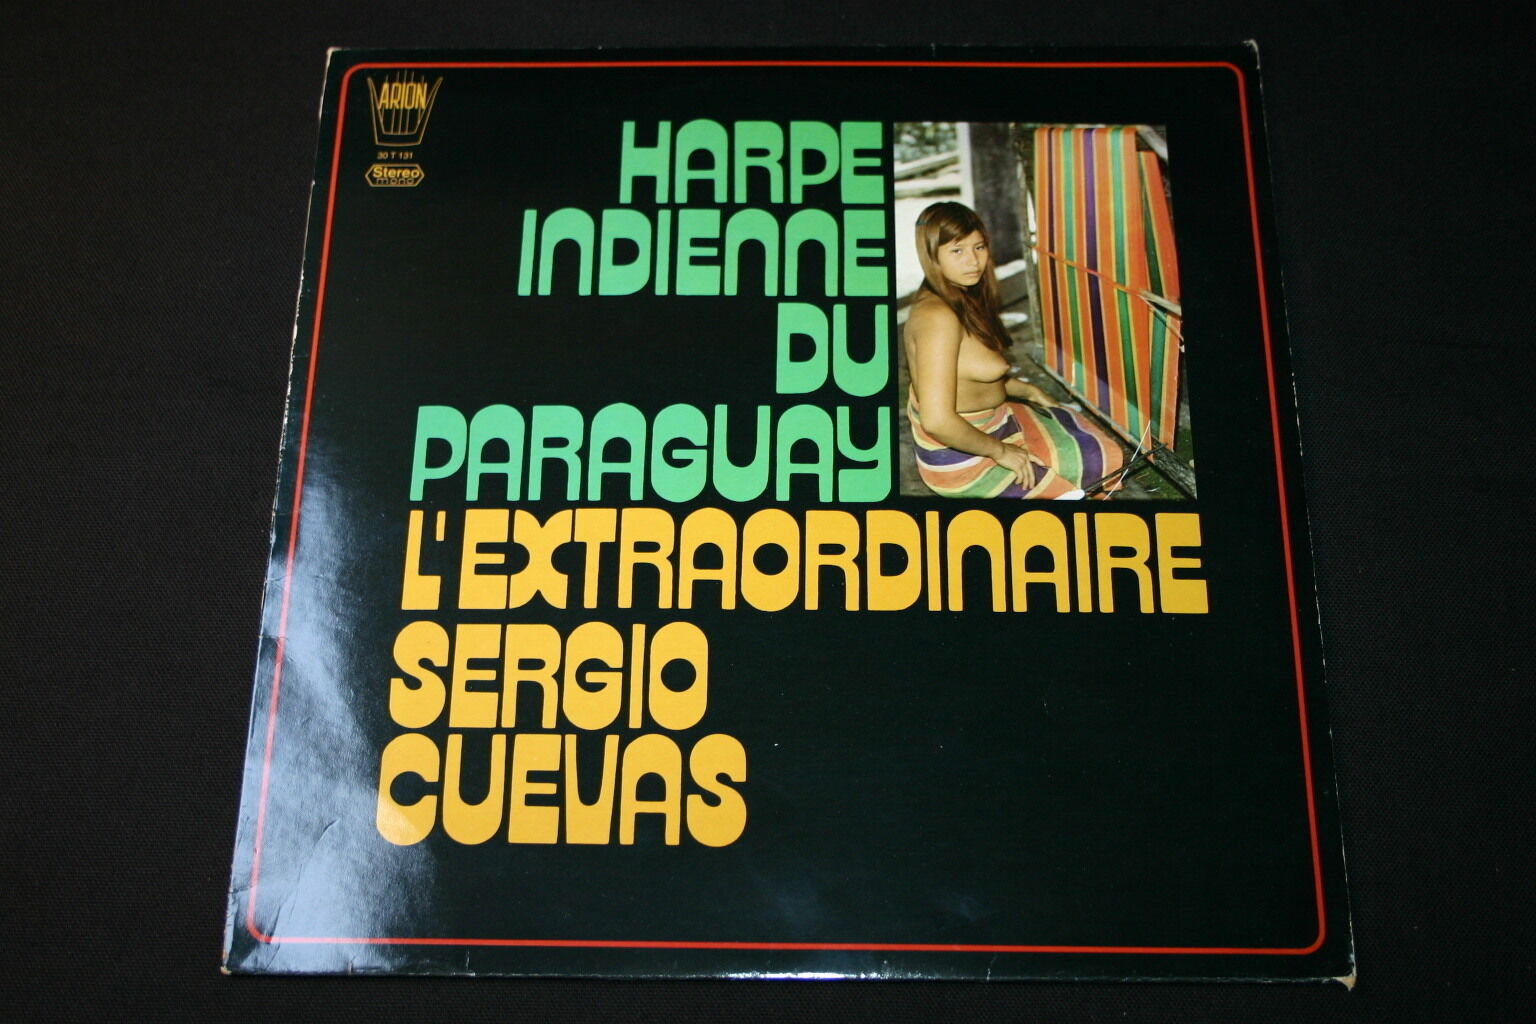 ARION
30 T 131
Stereo
mono
HARPE
INDIENNE
DU
PARAGUAY
L'EXTRAORDINAIRE
SERGIO
CUEVAS